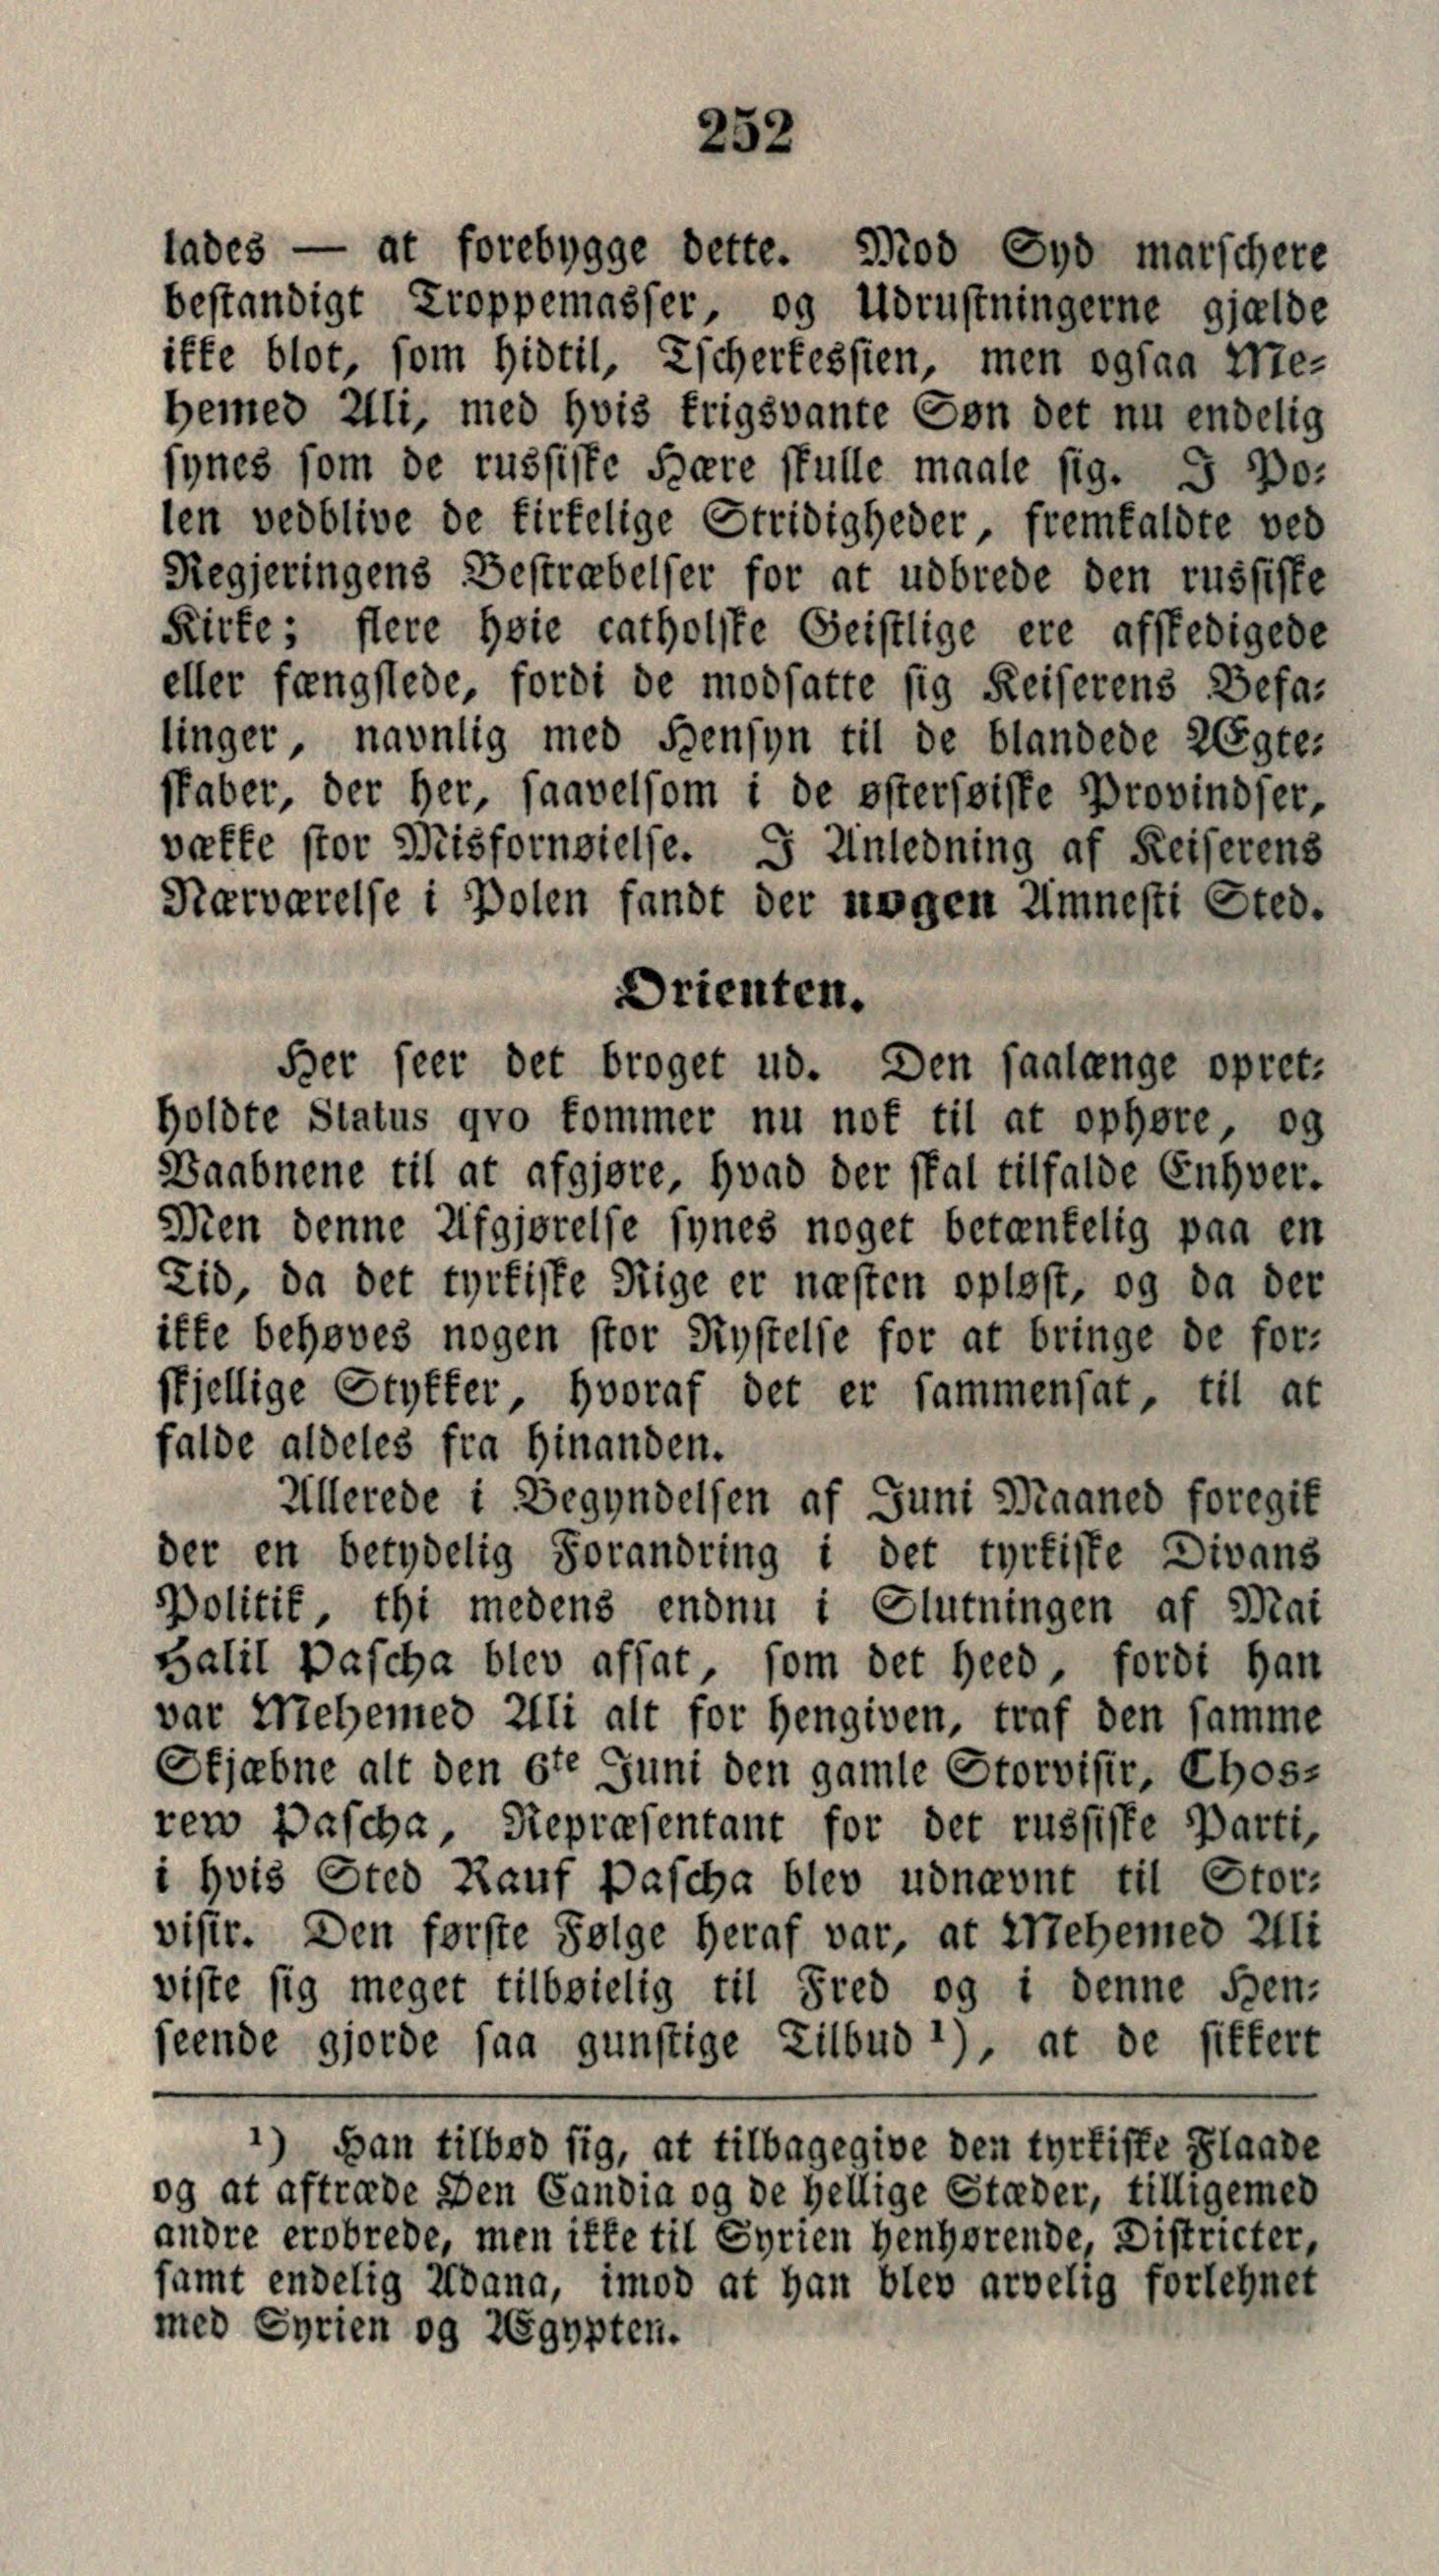 252
lades — at forebygge dette. Mod Syd marschere
bestandigt Troppemasser, og Udrustningerne gjælde
ikke blot, som hidtil, Tscherkessien, men ogsaa Me-
hemed Ali, med hvis krigsvante Søn det nu endelig
synes som de russiske Hære skulle maale sig. I Po-
len vedblive de kirkelige Stridigheder, fremkaldte ved
Regjeringens Bestræbelser for at udbrede den russiske
Kirke; flere høie catholske Geistlige ere afskedigede
eller fængslede, fordi de modsatte sig Keiserens Befa-
linger, navnlig med Hensyn til de blandede Ægte-
skaber, der her, saavelsom i de østersøiske Provindser,
vække stor Misfornøielse. I Anledning af Keiserens
Nærværelse i Polen fandt der nogen Amnesti Sted.
Orienten.
Her seer det broget ud. Den saalænge opret-
holdte Status qvo kommer nu nok til at ophøre, og
Vaabnene til at afgjøre, hvad der skal tilfalde Enhver.
Men denne Afgjørelse synes noget betænkelig paa en
Tid, da det tyrkiske Rige er næsten opløst, og da der
ikke behøves nogen stor Rystelse for at bringe de for-
skjellige Stykker, hvoraf det er sammensat, til at
falde aldeles fra hinanden.
Allerede i Begyndelsen af Juni Maaned foregik
der en betydelig Forandring i det tyrkiske Divans
Politik, thi medens endnu i Slutningen af Mai
Halil Pascha blev afsat, som det heed, fordi han
var Mehemed Ali alt for hengiven, traf den samme
Skjæbne alt den 6te Juni den gamle Storvisir, Chos-
rew Pascha, Repræsentant for det russiske Parti,
i hvis Sted Rauf Pascha blev udnævnt til Stor-
visir. Den første Følge heraf var, at Mehemed Ali
viste sig meget tilbøielig til Fred og i denne Hen-
seende gjorde saa gunstige Tilbud ¹), at de sikkert
¹) Han tilbød sig, at tilbagegive den tyrkiske Flaade
og at aftræde Øen Candia og de hellige Stæder, tilligemed
andre erobrede, men ikke til Syrien henhørende, Districter,
samt endelig Adana, imod at han blev arvelig forlehnet
med Syrien og Ægypten.